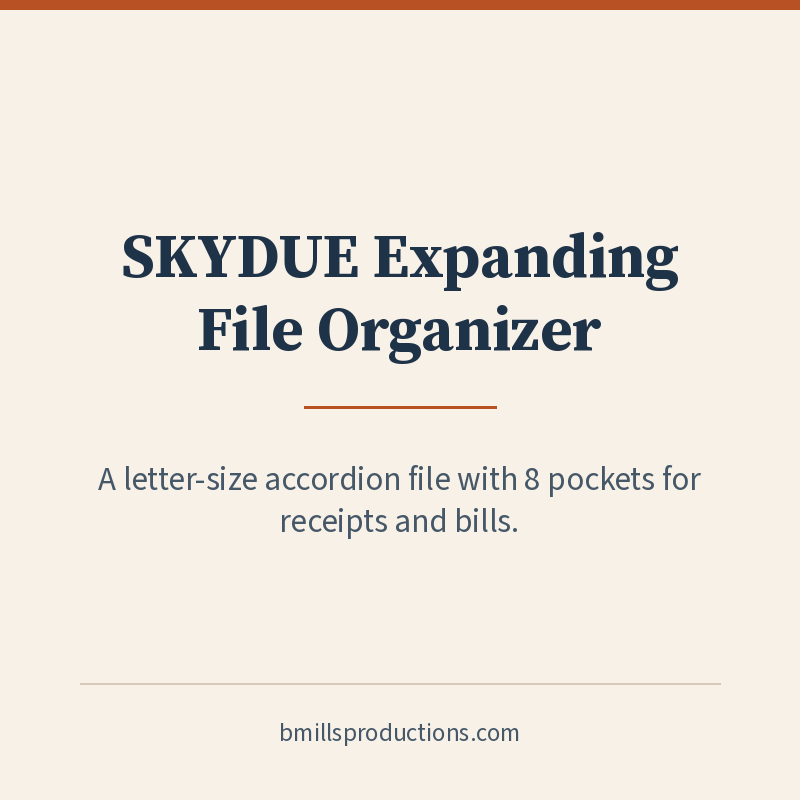 SKYDUE Expanding
File Organizer
A letter-size accordion file with 8 pockets for
receipts and bills.
bmillsproductions.com